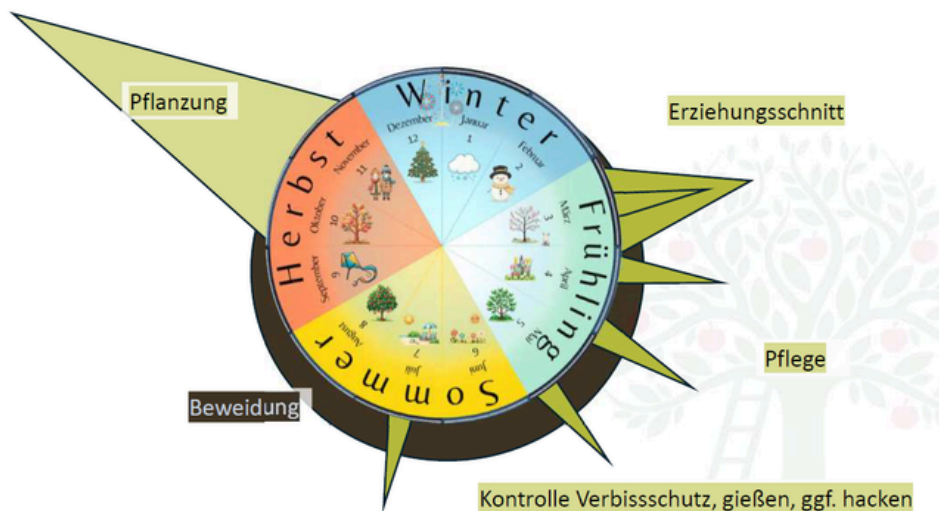 Pflanzung
Erziehungsschnitt
Winter
Dezember
Januar
Februar
12
1
2
Herbst
November
Oktober
September
11
10
9
Frühling
März
April
Mai
3
4
5
Sommer
August
Juli
Juni
8
7
6
Pflege
Beweidung
Kontrolle Verbissschutz, gießen, ggf. hacken